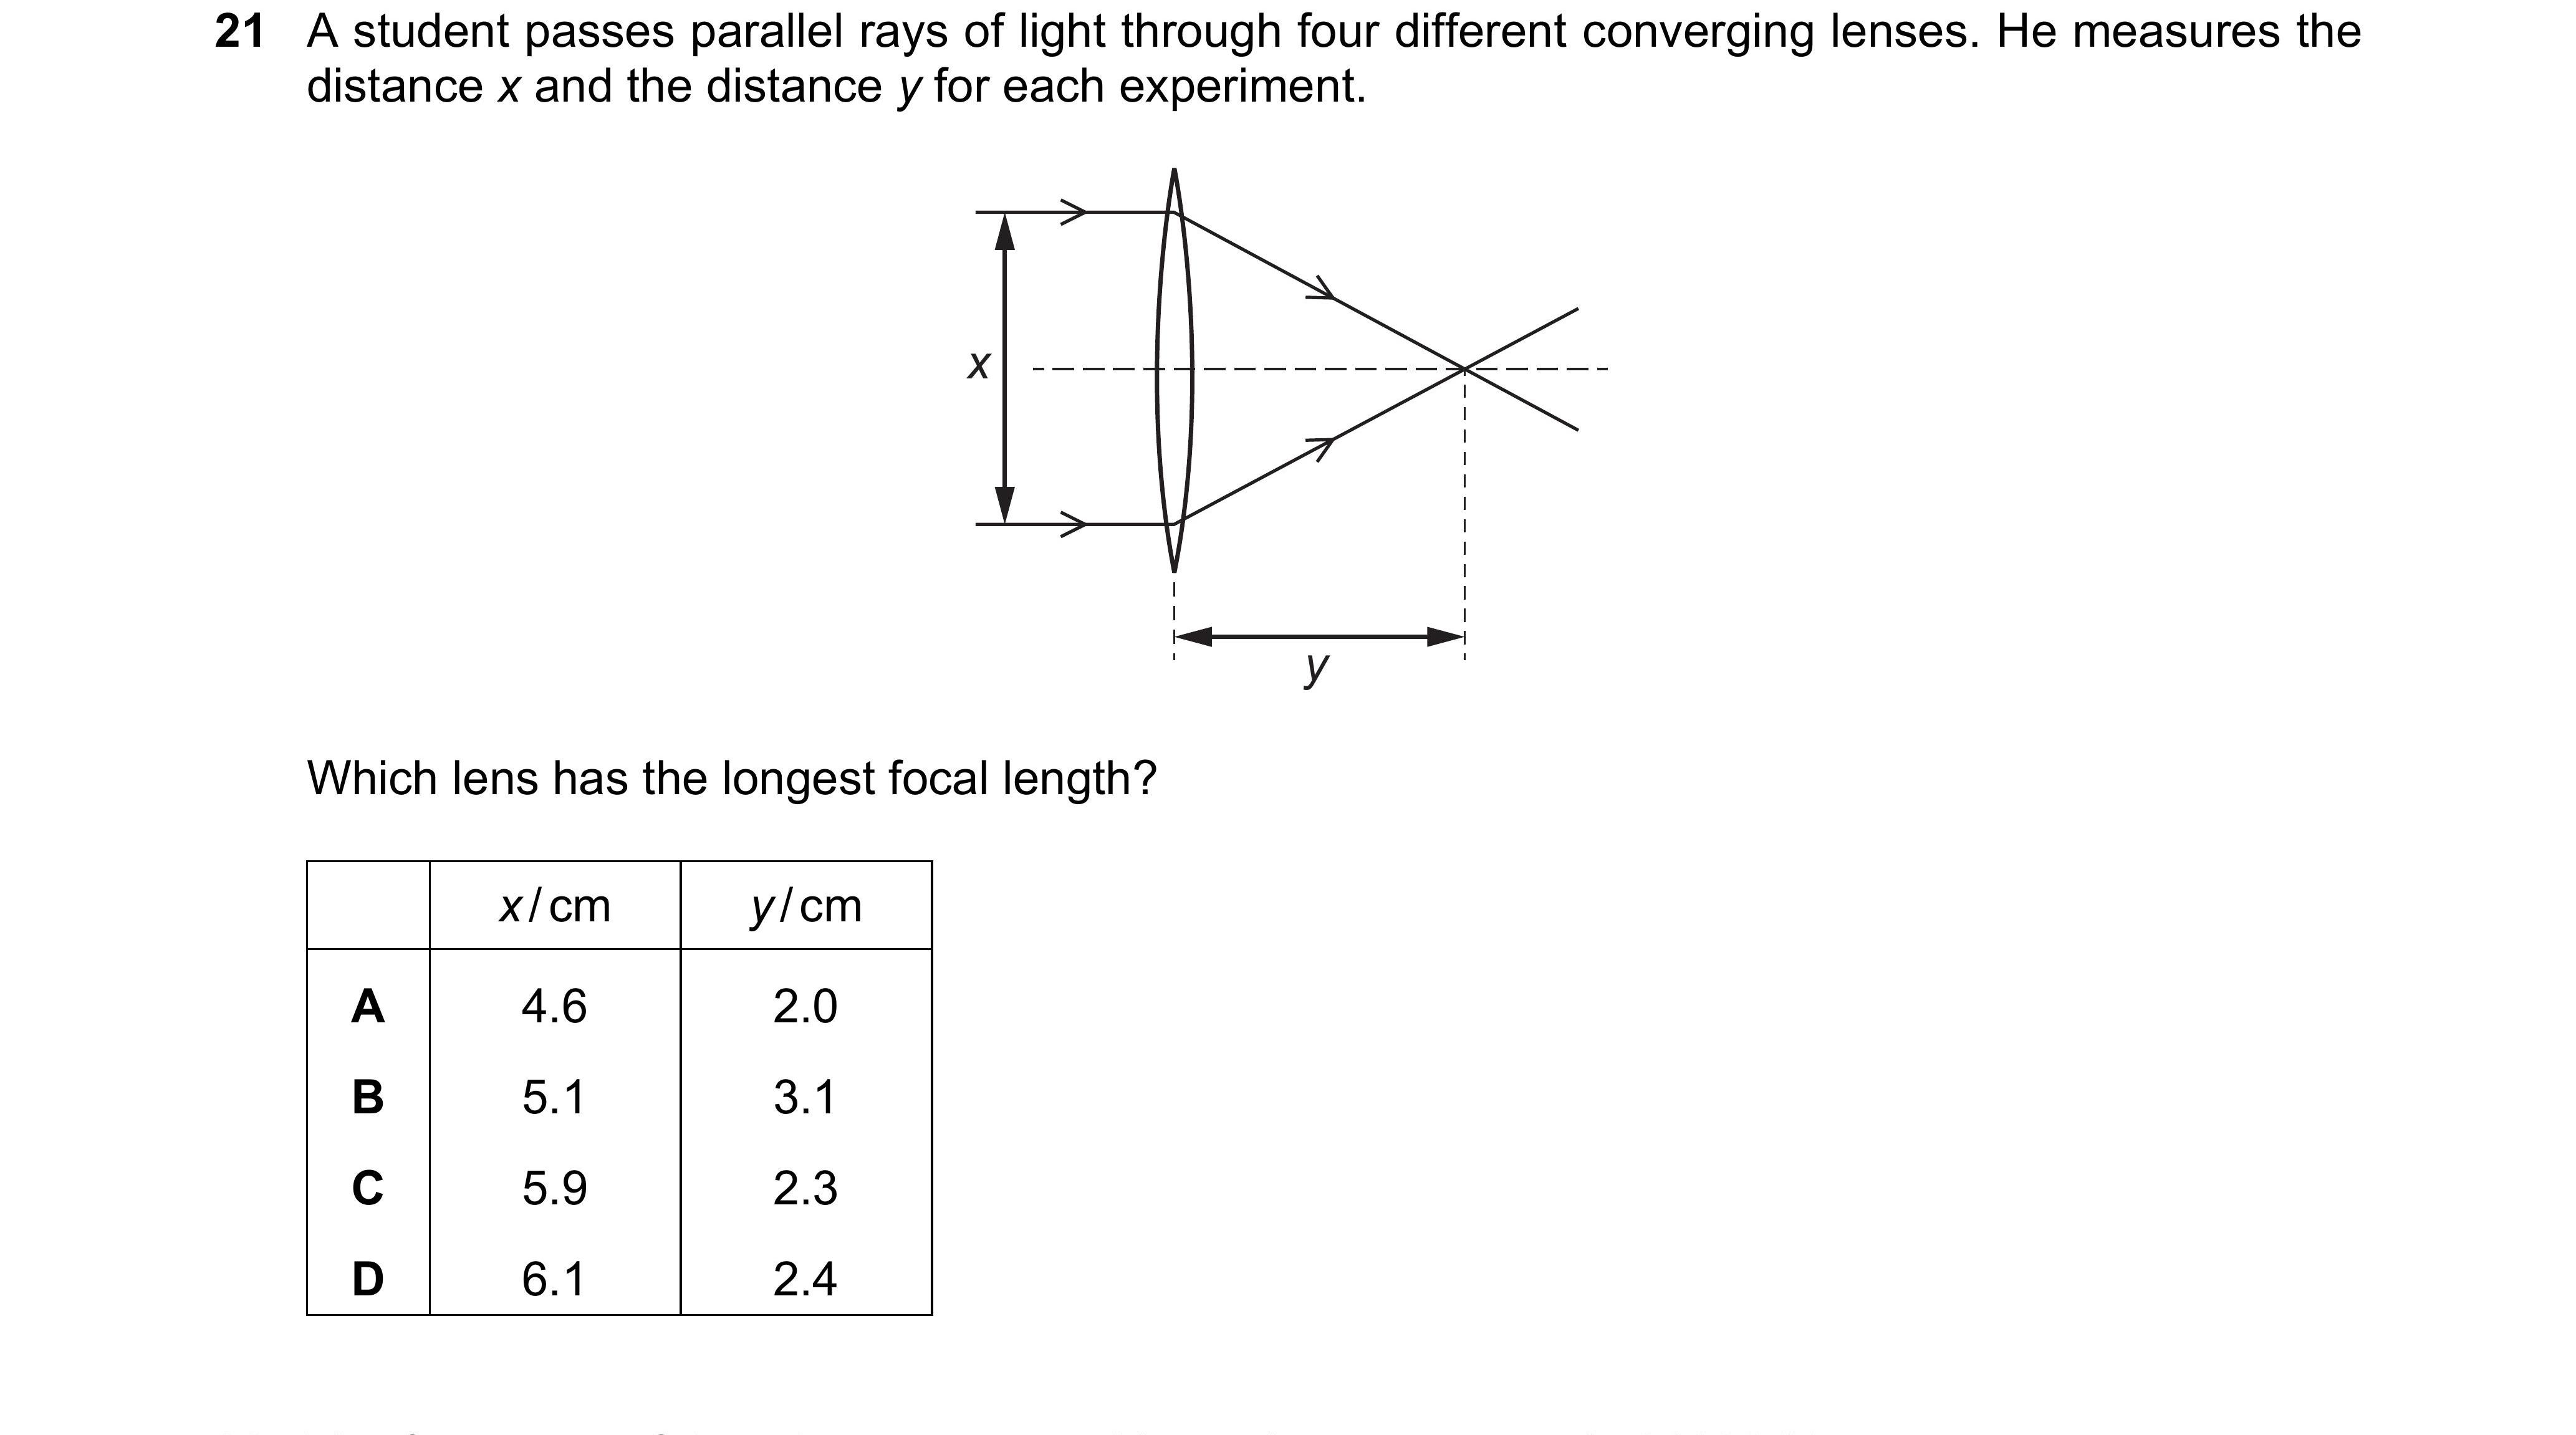 21 A student passes parallel rays of light through four different converging lenses. He measures the
distance x and the distance y for each experiment.
x
y
Which lens has the longest focal length?
x / cm y / cm
A 4.6 2.0
B 5.1 3.1
C 5.9 2.3
D 6.1 2.4